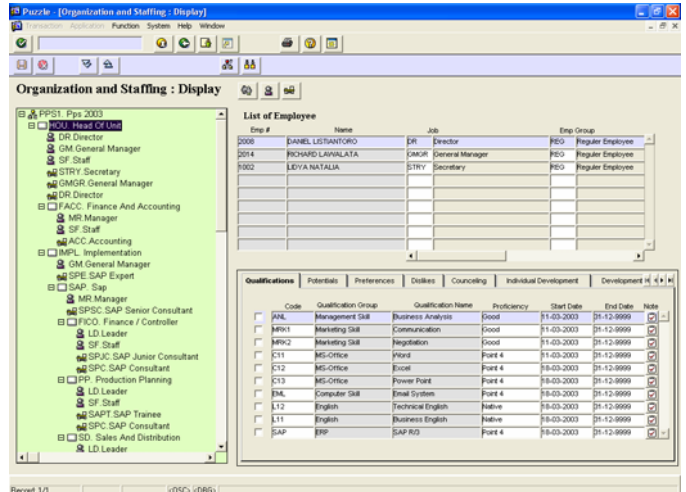 Puzzle - [Organization and Staffing : Display]
Transaction Application Function System Help Window
Organization and Staffing : Display
PPS1. Pps 2003
HOU. Head Of Unit
DR.Director
GM.General Manager
SF.Staff
STRY.Secretary
GMGR.General Manager
DR.Director
FACC. Finance And Accounting
MR.Manager
SF.Staff
ACC.Accounting
IMPL. Implementation
GM.General Manager
SPE.SAP Expert
SAP. Sap
MR.Manager
SPSC.SAP Senior Consultant
FICO. Finance / Controller
LD.Leader
SF.Staff
SPJC.SAP Junior Consultant
SPC.SAP Consultant
PP. Production Planning
LD.Leader
SF.Staff
SAPT.SAP Trainee
SPC.SAP Consultant
SD. Sales And Distribution
LD.Leader
List of Employee
Emp # Name Job Emp Group
2008 DANIEL LISTIANTORO DR Director REG Reguler Employee
2014 RICHARD LAWALATA GMGR General Manager REG Reguler Employee
1002 LIDYA NATALIA STRY Secretary REG Reguler Employee
Qualifications Potentials Preferences Dislikes Counceling Individual Development Development H
Code Qualification Group Qualification Name Proficiency Start Date End Date Note
ANL Management Skill Business Analysis Good 11-03-2003 31-12-9999
MRK1 Marketing Skill Communication Good 11-03-2003 31-12-9999
MRK2 Marketing Skill Negotiation Good 11-03-2003 31-12-9999
C11 MS-Office Word Point 4 11-03-2003 31-12-9999
C12 MS-Office Excel Point 4 18-03-2003 31-12-9999
C13 MS-Office Power Point Point 4 18-03-2003 31-12-9999
EML Computer Skill Email System Point 4 18-03-2003 31-12-9999
L12 English Technical English Native 18-03-2003 31-12-9999
L11 English Business English Native 18-03-2003 31-12-9999
SAP ERP SAP R/3 Point 4 18-03-2003 31-12-9999
Record: 1/1 <OSC> <DBG>